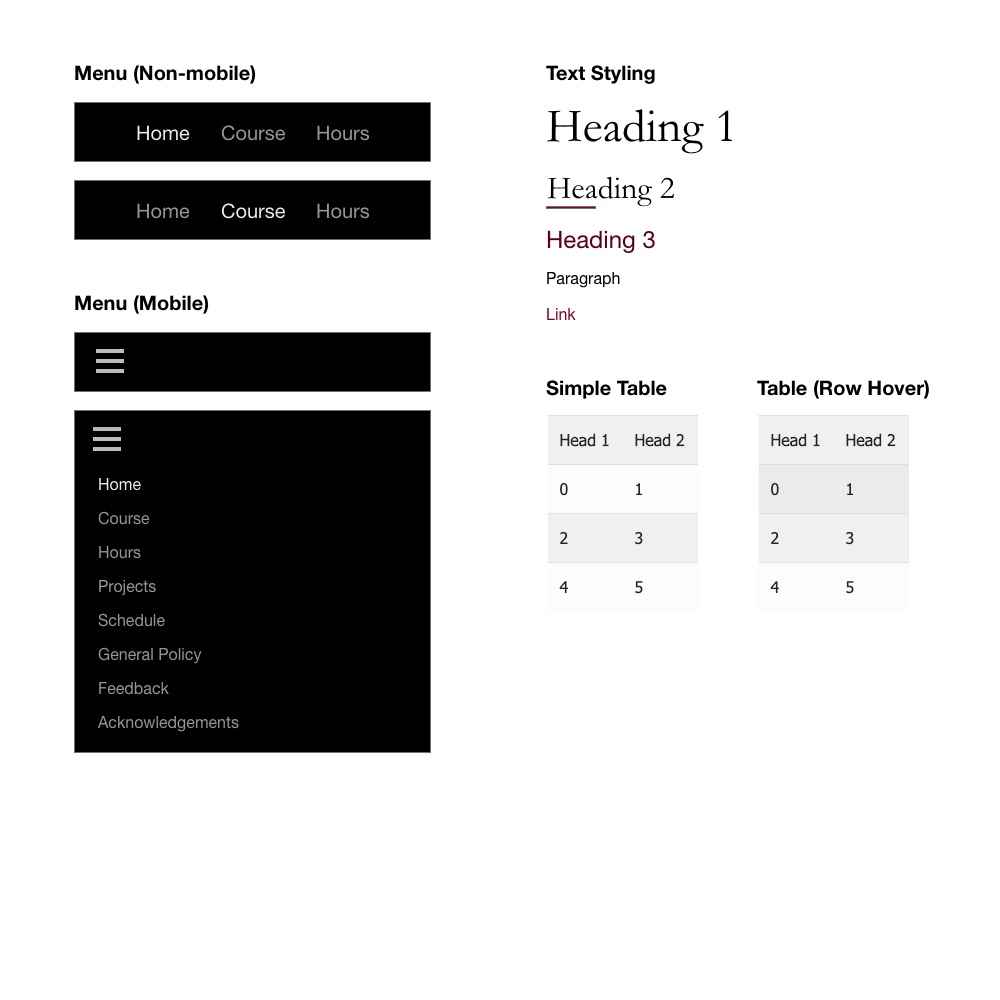 Menu (Non-mobile)
Home Course Hours
Home Course Hours
Menu (Mobile)
Home
Course
Hours
Projects
Schedule
General Policy
Feedback
Acknowledgements
Text Styling
Heading 1
Heading 2
Heading 3
Paragraph
Link
Simple Table
Head 1 Head 2
0 1
2 3
4 5
Table (Row Hover)
Head 1 Head 2
0 1
2 3
4 5